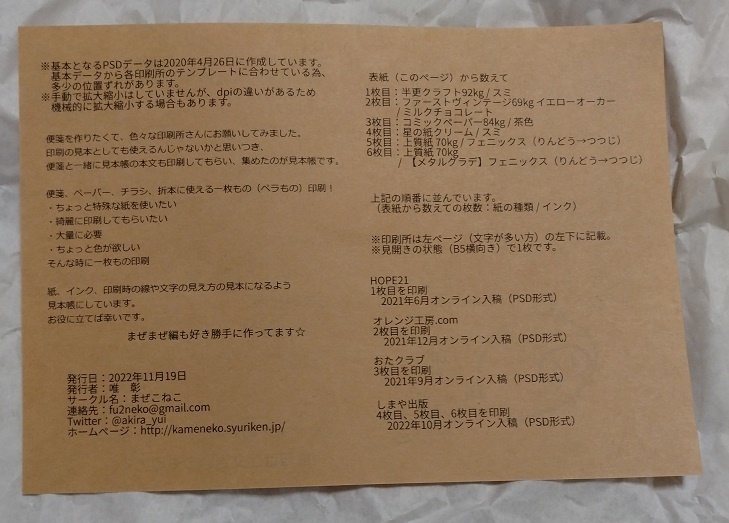 ※基本となるPSDデータは2020年4月26日に作成しています。
基本データから各印刷所のテンプレートに合わせている為、
多少の位置ずれがあります。
※手動で拡大縮小はしていませんが、dpiの違いがあるため
機械的に拡大縮小する場合もあります。
便箋を作りたくて、色々な印刷所さんにお願いしてみました。
印刷の見本としても使えるんじゃないかと思いつき、
便箋と一緒に見本帳の本文も印刷してもらい、集めたのが見本帳です。
便箋、ペーパー、チラシ、折本に使える一枚もの（ペラもの）印刷！
・ちょっと特殊な紙を使いたい
・綺麗に印刷してもらいたい
・大量に必要
・ちょっと色が欲しい
そんな時に一枚もの印刷
紙、インク、印刷時の線や文字の見え方の見本になるよう
見本帳にしています。
お役に立てば幸いです。
まぜまぜ編も好き勝手に作ってます☆
発行日：2022年11月19日
発行者：唯　彰
サークル名：まぜこねこ
連絡先：fu2neko@gmail.com
Twitter：@akira_yui
ホームページ：http://kameneko.syuriken.jp/
表紙（このページ）から数えて
1枚目：半更クラフト92kg / スミ
2枚目：ファーストヴィンテージ69kg イエローオーカー
/ ミルクチョコレート
3枚目：コミックペーパー84kg / 茶色
4枚目：星の紙クリーム / スミ
5枚目：上質紙 70kg / フェニックス（りんどう→つつじ）
6枚目：上質紙 70kg
/ 【メタルグラデ】フェニックス（りんどう→つつじ）
上記の順番に並んでいます。
（表紙から数えての枚数：紙の種類 / インク）
※印刷所は左ページ（文字が多い方）の左下に記載。
※見開きの状態（B5横向き）で1枚です。
HOPE21
1枚目を印刷
2021年6月オンライン入稿（PSD形式）
オレンジ工房.com
2枚目を印刷
2021年12月オンライン入稿（PSD形式）
おたクラブ
3枚目を印刷
2021年9月オンライン入稿（PSD形式）
しまや出版
4枚目、5枚目、6枚目を印刷
2022年10月オンライン入稿（PSD形式）